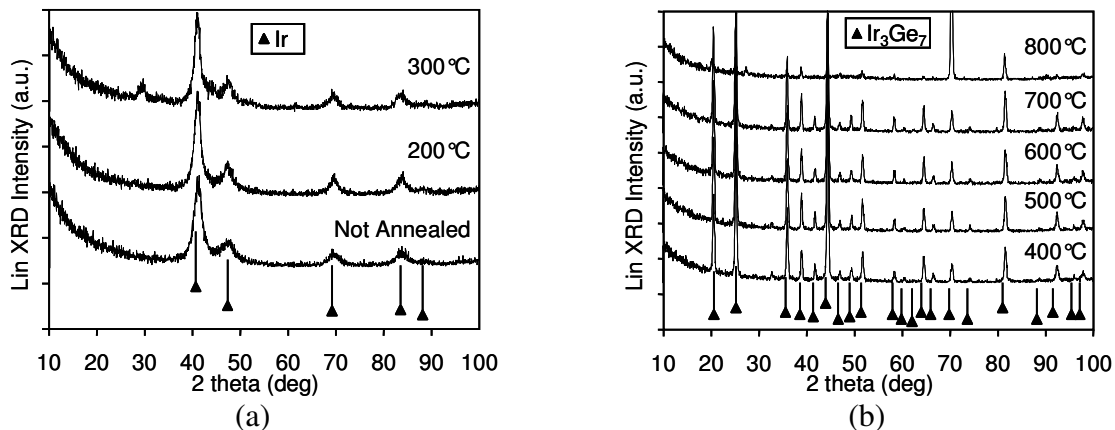 ▲ Ir
300°C
200°C
Not Annealed
Lin XRD Intensity (a.u.)
10 20 30 40 50 60 70 80 90 100
2 theta (deg)
(a)
▲ Ir₃Ge₇
800°C
700°C
600°C
500°C
400°C
Lin XRD Intensity (a.u.)
10 20 30 40 50 60 70 80 90 100
2 theta (deg)
(b)